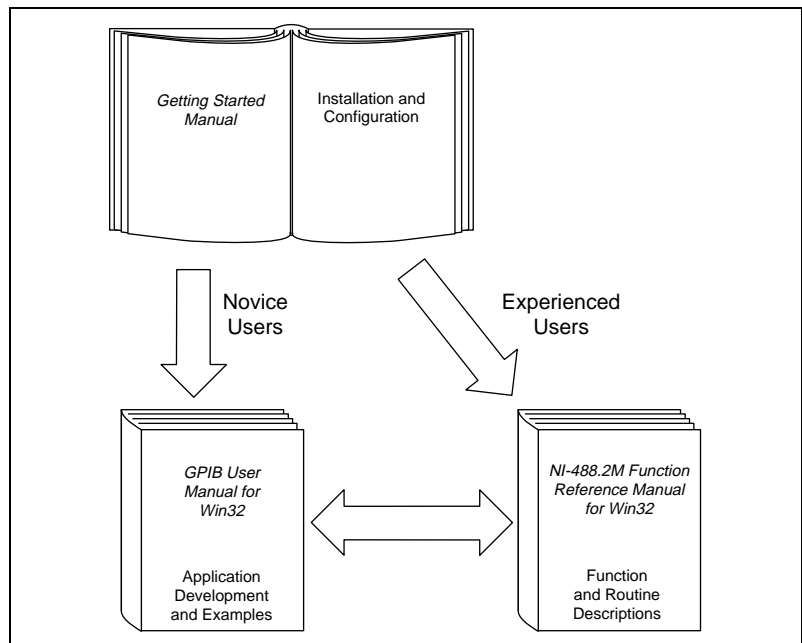 Getting Started
Manual
Installation and
Configuration
Novice
Users
Experienced
Users
GPIB User
Manual for
Win32
Application
Development
and Examples
NI-488.2M Function
Reference Manual
for Win32
Function
and Routine
Descriptions